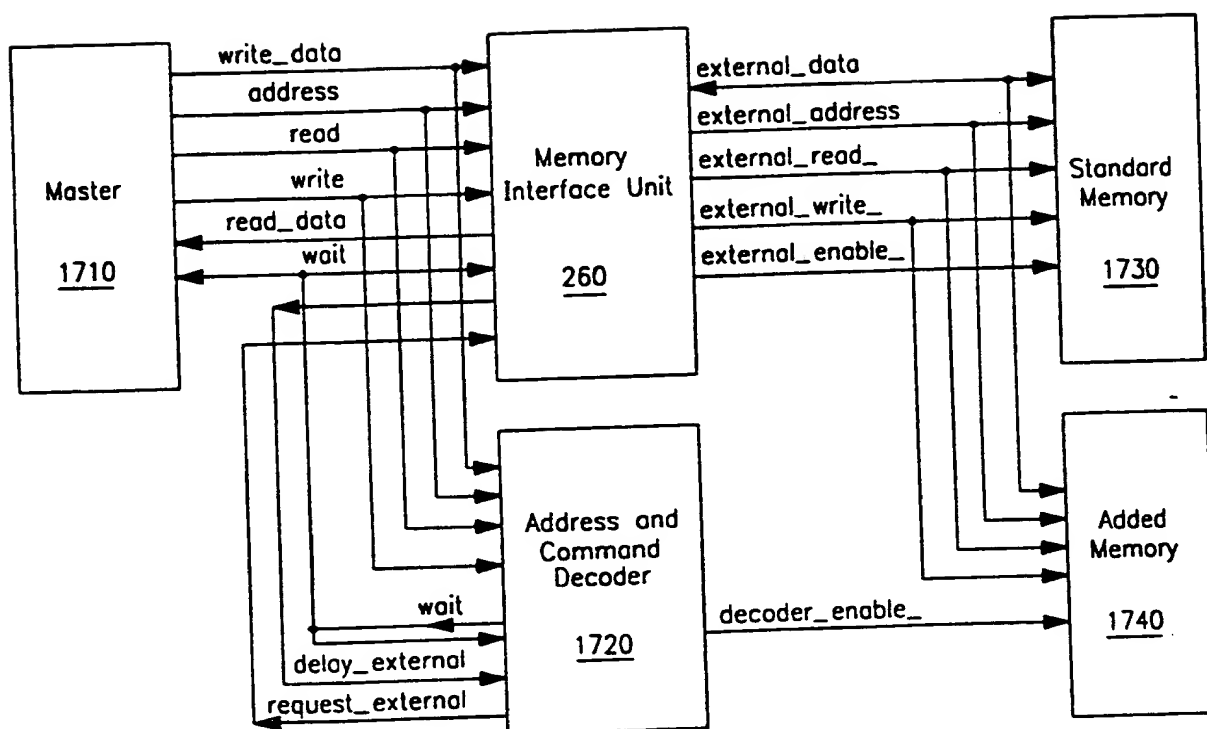 write_data
address
read
write
read_data
wait
Master
1710
Memory
Interface Unit
260
external_data
external_address
external_read_
external_write_
external_enable_
Standard
Memory
1730
Address and
Command
Decoder
1720
wait
delay_external
request_external
decoder_enable_
Added
Memory
1740